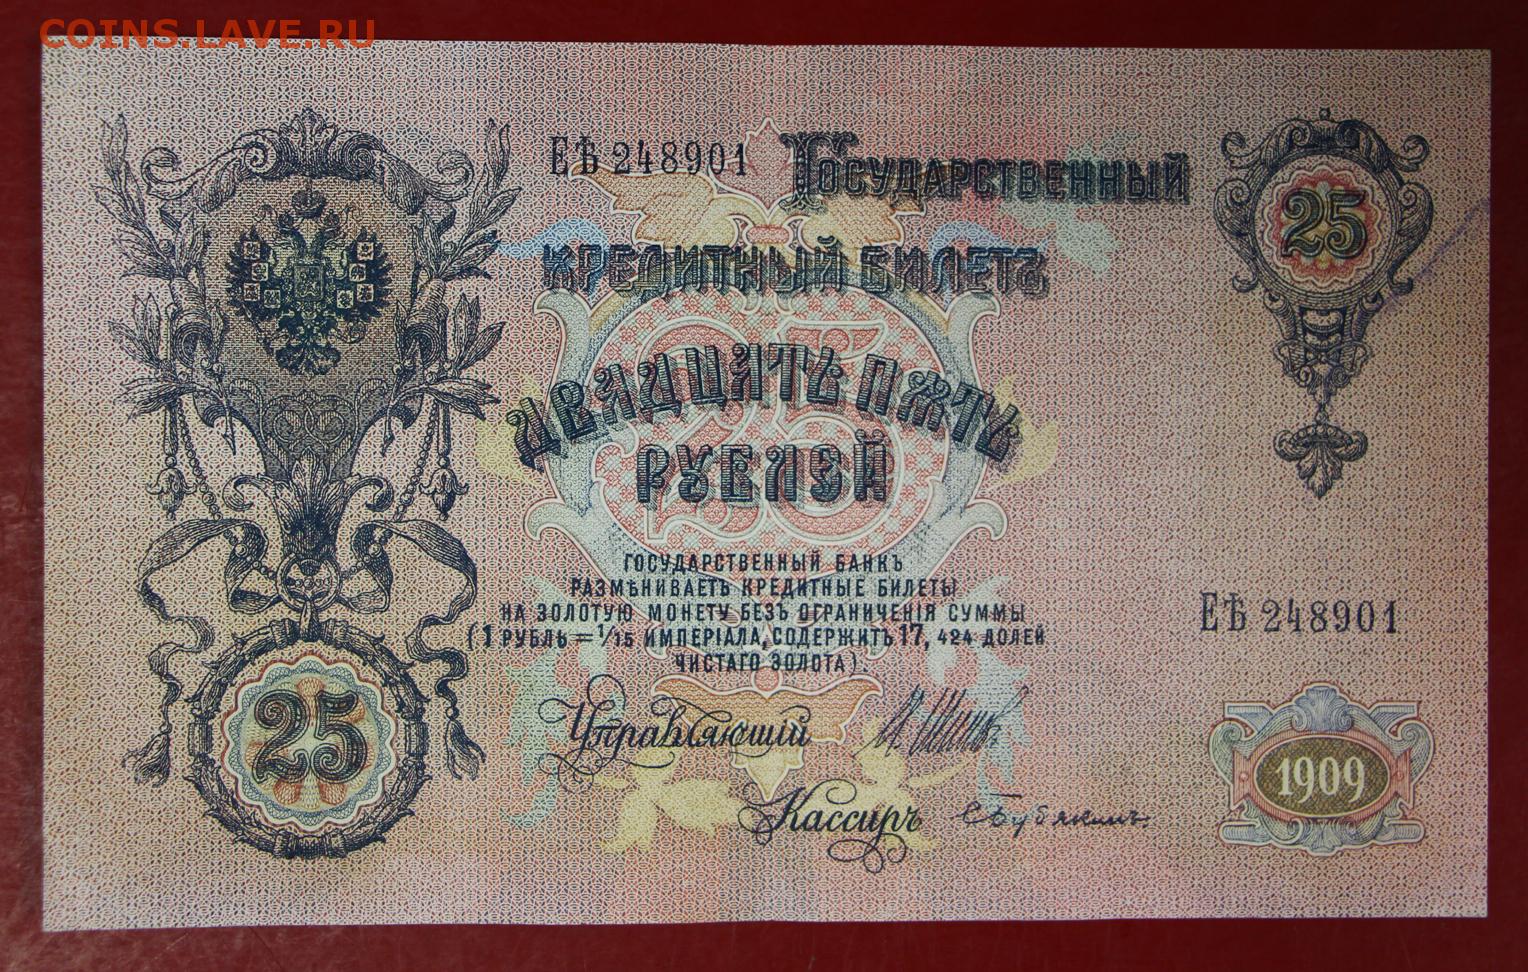 COINS.LAVE.RU
ЕѢ 248901
Государственный
КРЕДИТНЫЙ БИЛЕТЪ
25
ДВАДЦАТЬ ПЯТЬ
РУБЛЕЙ
25
ГОСУДАРСТВЕННЫЙ БАНКЪ
РАЗМѢНИВАЕТЪ КРЕДИТНЫЕ БИЛЕТЫ
НА ЗОЛОТУЮ МОНЕТУ БЕЗЪ ОГРАНИЧЕНІЯ СУММЫ
(1 РУБЛЬ = 1/15 ИМПЕРІАЛА, СОДЕРЖИТЪ 17, 424 ДОЛЕЙ
ЧИСТАГО ЗОЛОТА).
ЕѢ 248901
25
Управляющій
Кассиръ
1909